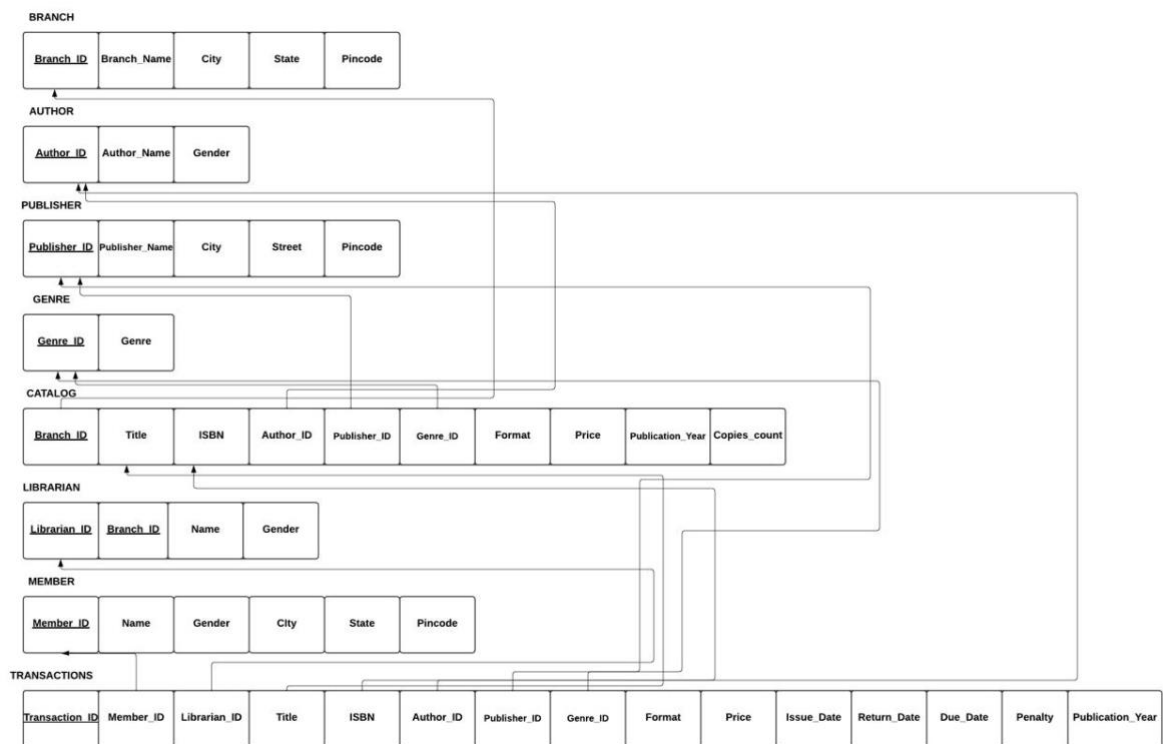 BRANCH
Branch_ID Branch_Name City State Pincode
AUTHOR
Author_ID Author_Name Gender
PUBLISHER
Publisher_ID Publisher_Name City Street Pincode
GENRE
Genre_ID Genre
CATALOG
Branch_ID Title ISBN Author_ID Publisher_ID Genre_ID Format Price Publication_Year Copies_count
LIBRARIAN
Librarian_ID Branch_ID Name Gender
MEMBER
Member_ID Name Gender CIty State Pincode
TRANSACTIONS
Transaction_ID Member_ID Librarian_ID Title ISBN Author_ID Publisher_ID Genre_ID Format Price Issue_Date Return_Date Due_Date Penalty Publication_Year